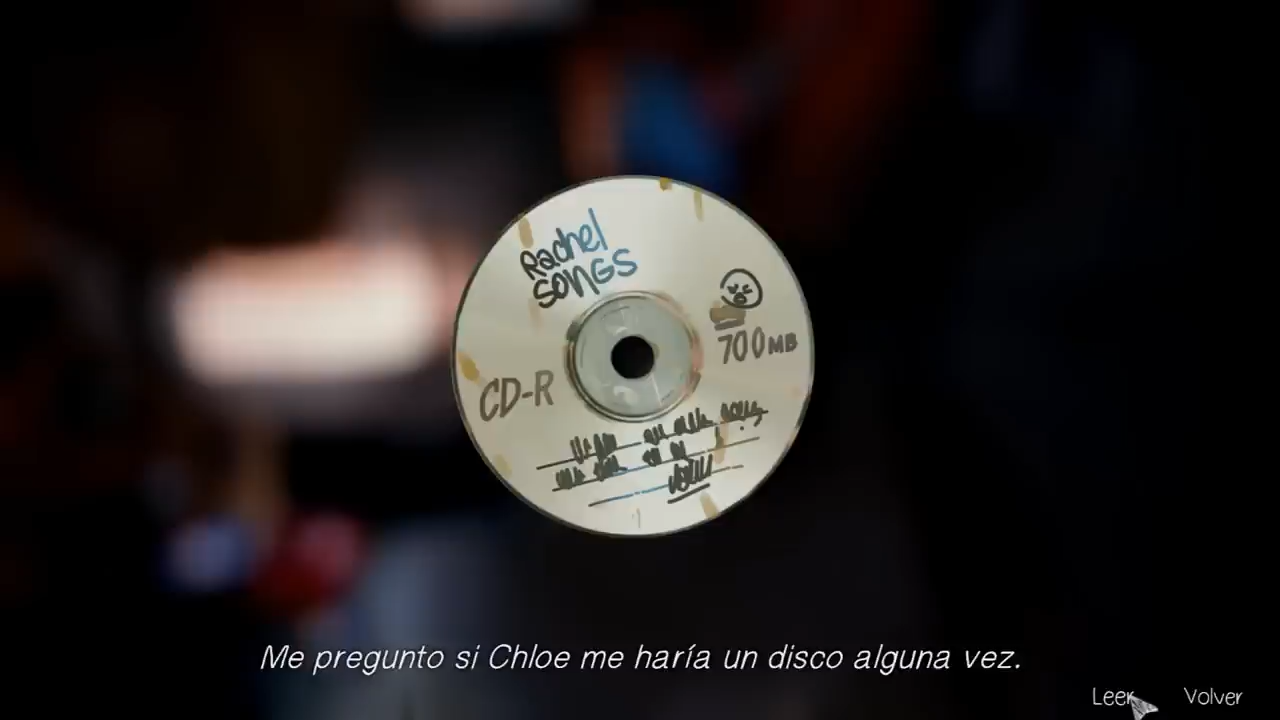 Rachel
SONGS
700MB
CD-R
Me pregunto si Chloe me haría un disco alguna vez.
Leer Volver